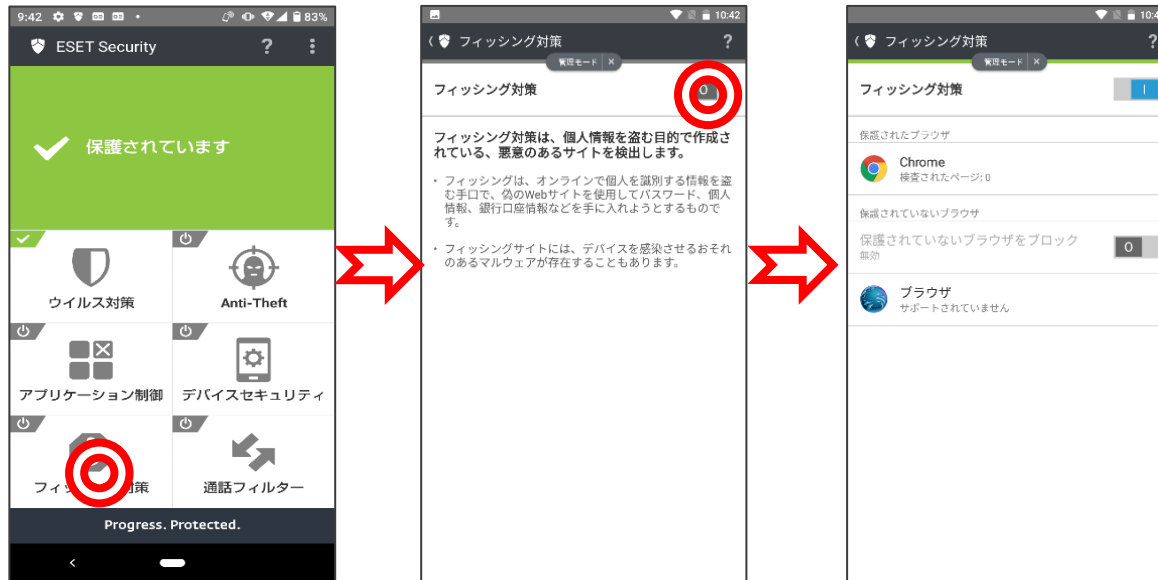 9:42
83%
ESET Security
?
保護されています
ウイルス対策
Anti-Theft
アプリケーション制御
デバイスセキュリティ
フィッ
対策
通話フィルター
Progress. Protected.
10:42
フィッシング対策
?
管理モード ×
フィッシング対策
フィッシング対策は、個人情報を盗む目的で作成さ
れている、悪意のあるサイトを検出します。
・フィッシングは、オンラインで個人を識別する情報を盗
む手口で、偽のWebサイトを使用してパスワード、個人
情報、銀行口座情報などを手に入れようとするもので
す。
・フィッシングサイトには、デバイスを感染させるおそれ
のあるマルウェアが存在することもあります。
10:4
フィッシング対策
?
管理モード ×
フィッシング対策
保護されたブラウザ
Chrome
検査されたページ: 0
保護されていないブラウザ
保護されていないブラウザをブロック
無効
ブラウザ
サポートされていません